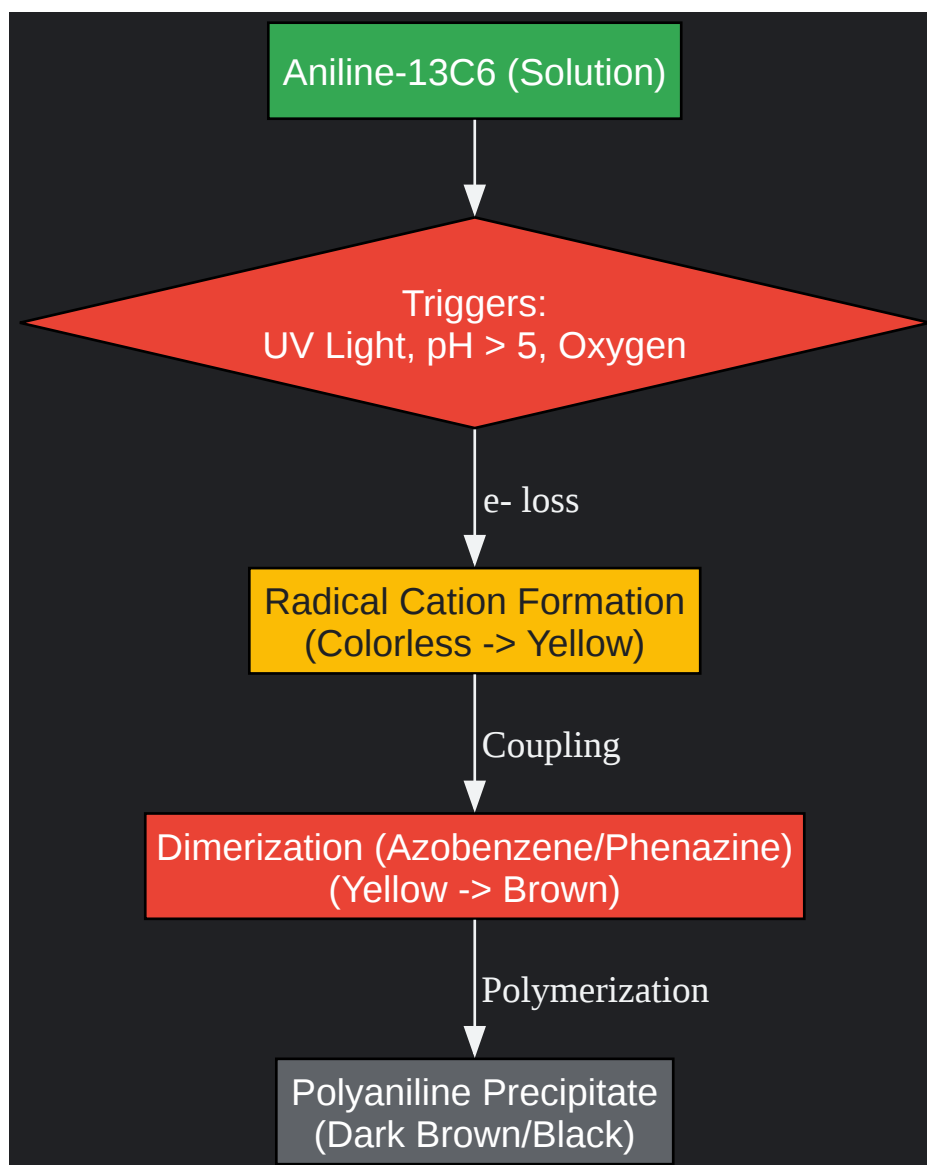 Aniline-13C6 (Solution)
Triggers:
UV Light, pH > 5, Oxygen
e- loss
Radical Cation Formation
(Colorless -> Yellow)
Coupling
Dimerization (Azobenzene/Phenazine)
(Yellow -> Brown)
Polymerization
Polyaniline Precipitate
(Dark Brown/Black)